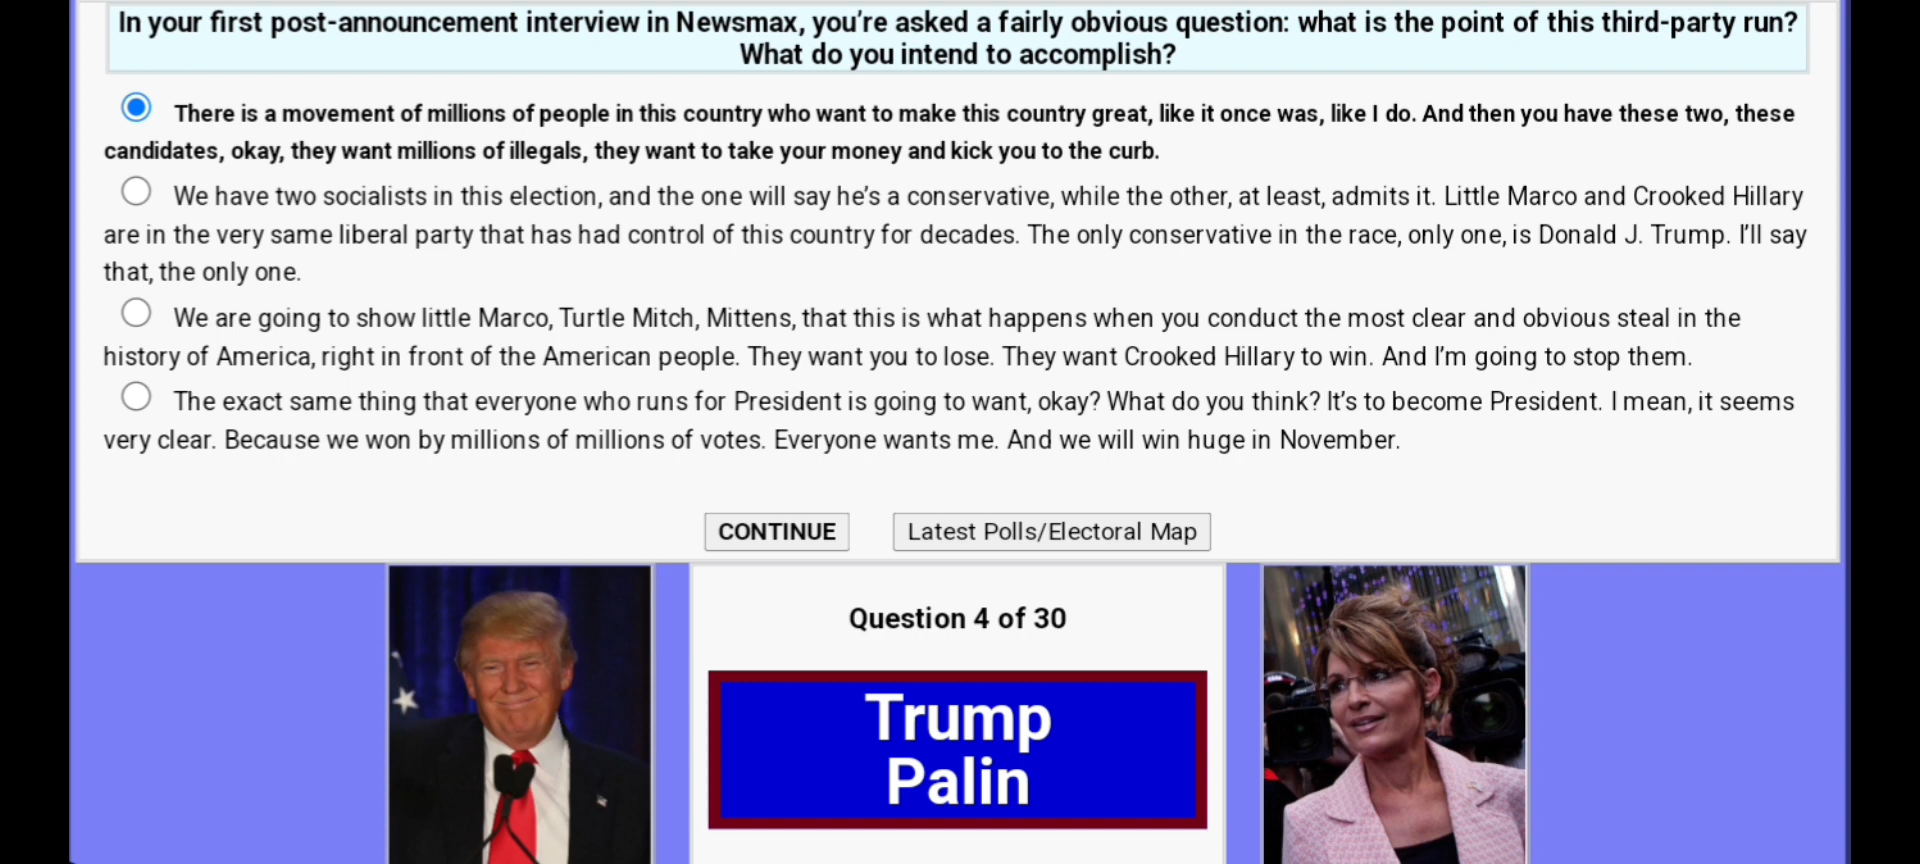 In your first post-announcement interview in Newsmax, you’re asked a fairly obvious question: what is the point of this third-party run?
What do you intend to accomplish?
There is a movement of millions of people in this country who want to make this country great, like it once was, like I do. And then you have these two, these
candidates, okay, they want millions of illegals, they want to take your money and kick you to the curb.
We have two socialists in this election, and the one will say he’s a conservative, while the other, at least, admits it. Little Marco and Crooked Hillary
are in the very same liberal party that has had control of this country for decades. The only conservative in the race, only one, is Donald J. Trump. I’ll say
that, the only one.
We are going to show little Marco, Turtle Mitch, Mittens, that this is what happens when you conduct the most clear and obvious steal in the
history of America, right in front of the American people. They want you to lose. They want Crooked Hillary to win. And I’m going to stop them.
The exact same thing that everyone who runs for President is going to want, okay? What do you think? It’s to become President. I mean, it seems
very clear. Because we won by millions of millions of votes. Everyone wants me. And we will win huge in November.
CONTINUE
Latest Polls/Electoral Map
Question 4 of 30
Trump
Palin